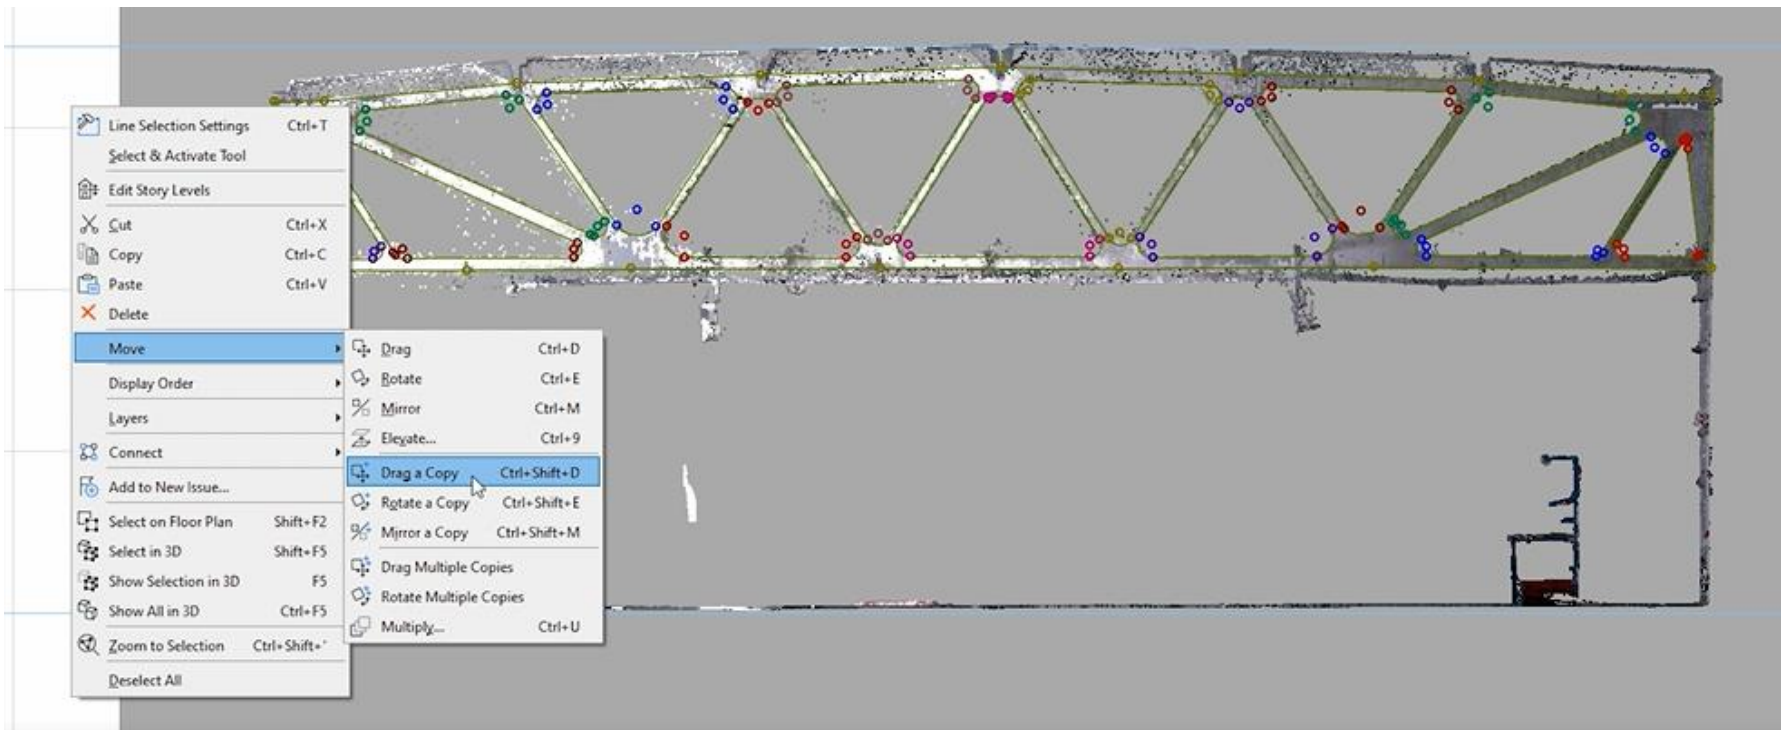 Line Selection Settings Ctrl+T
Select & Activate Tool
Edit Story Levels
Cut Ctrl+X
Copy Ctrl+C
Paste Ctrl+V
Delete
Move
Display Order
Layers
Connect
Add to New Issue...
Select on Floor Plan Shift+F2
Select in 3D Shift+F5
Show Selection in 3D F5
Show All in 3D Ctrl+F5
Zoom to Selection Ctrl+Shift+'
Deselect All
Drag Ctrl+D
Rotate Ctrl+E
Mirror Ctrl+M
Elevate... Ctrl+9
Drag a Copy Ctrl+Shift+D
Rotate a Copy Ctrl+Shift+E
Mirror a Copy Ctrl+Shift+M
Drag Multiple Copies
Rotate Multiple Copies
Multiply... Ctrl+U